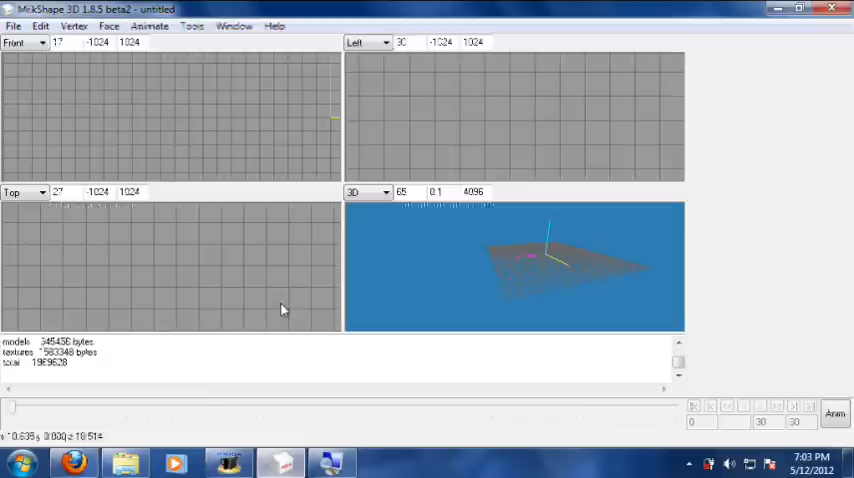 MilkShape 3D 1.8.5 beta2 - untitled
File Edit Vertex Face Animate Tools Window Help
Front 17 -1024 1024 Left 30 -1024 1024
Top 27 -1024 1024 3D 65 0.1 4096
models 345456 bytes
textures 1583348 bytes
total 1969628
0 30 30 Anim
7:03 PM
5/12/2012